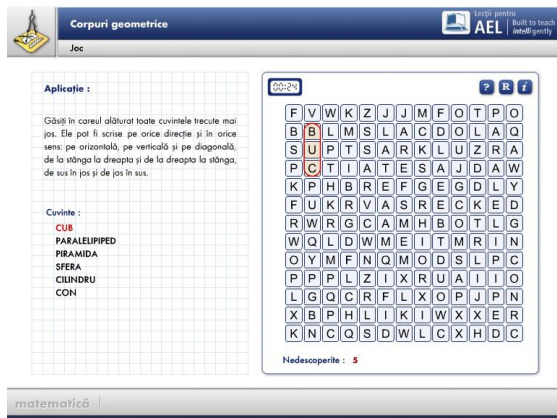 Corpuri geometrice
Joc
Lecții pentru
AEL
Built to teach
intelligently
Aplicație :
Găsiți în careul alăturat toate cuvintele trecute mai
jos. Ele pot fi scrise pe orice direcție și în orice
sens: pe orizontală, pe verticală și pe diagonală,
de la stânga la dreapta și de la dreapta la stânga,
de sus în jos și de jos în sus.
Cuvinte :
CUB
PARALELIPIPED
PIRAMIDA
SFERA
CILINDRU
CON
00:24
? R i
F V W K Z J J M F O T P O
B B L M S L A C D O L A Q
S U P T S A R K L U Z R A
P C T I A T E S A J D A W
K P H B R E F G E G D L Y
F U K R V A S R E C K E D
R W R G C A M H B O T L G
W Q L D W M E I T M R I N
O Y M F N Q M O D S L P C
P P P L Z I X R U A I I O
L G Q C R F L X O P J P N
X B P H L I K I W X X E R
K N C Q S D W L C X H D C
Nedescoperite : 5
matematică